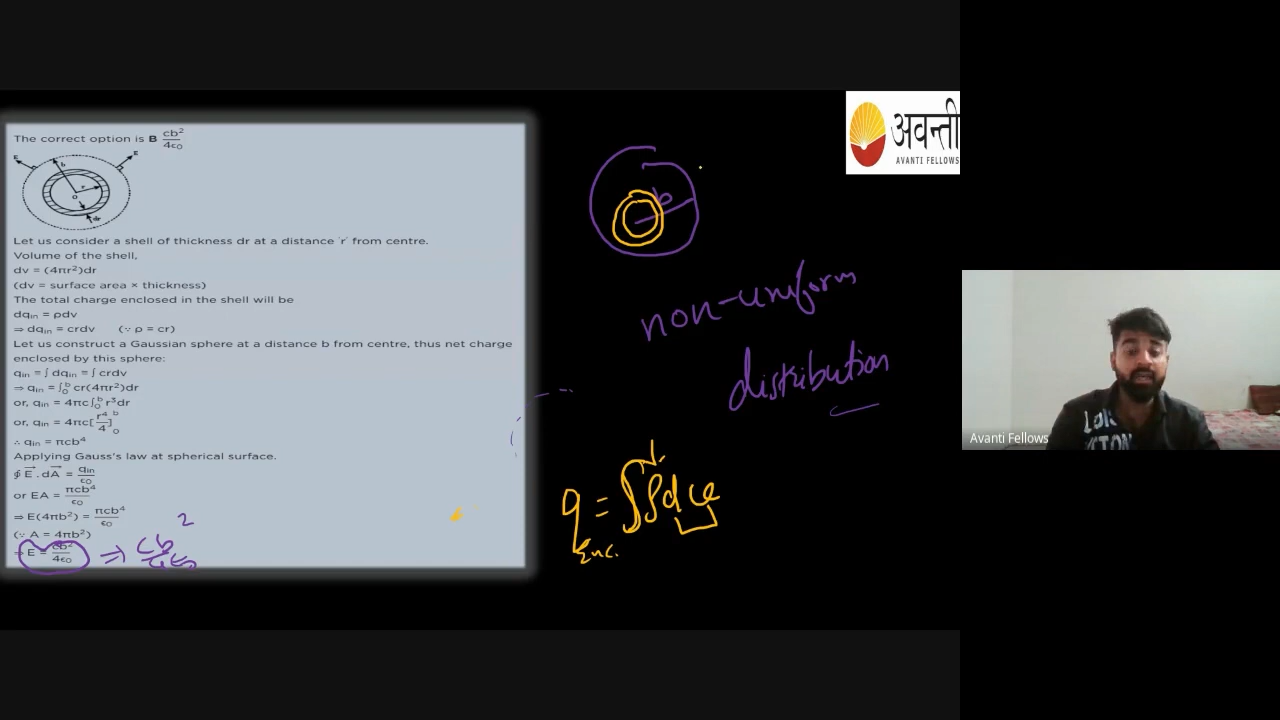 The correct option is B cb²/4ε₀
E
b
E
r
O
dr
Let us consider a shell of thickness dr at a distance 'r' from centre.
Volume of the shell,
dv = (4πr²)dr
(dv = surface area × thickness)
The total charge enclosed in the shell will be
dqᵢₙ = ρdv
⇒ dqᵢₙ = crdv (∵ ρ = cr)
Let us construct a Gaussian sphere at a distance b from centre, thus net charge
enclosed by this sphere:
qᵢₙ = ∫ dqᵢₙ = ∫ crdv
⇒ qᵢₙ = ∫₀ᵇ cr(4πr²)dr
or, qᵢₙ = 4πc∫₀ᵇ r³dr
or, qᵢₙ = 4πc[r⁴/4]₀ᵇ
∴ qᵢₙ = πcb⁴
Applying Gauss's law at spherical surface.
∮ E⃗ . dA⃗ = qᵢₙ/ε₀
or EA = πcb⁴/ε₀
⇒ E(4πb²) = πcb⁴/ε₀
(∵ A = 4πb²)
⇒ E = cb²/4ε₀ ⇒ cb²/4ε₀
b
non-uniform
distribution
q enc. = ∫ρdv
अवन्ती
AVANTI FELLOWS
Avanti Fellows